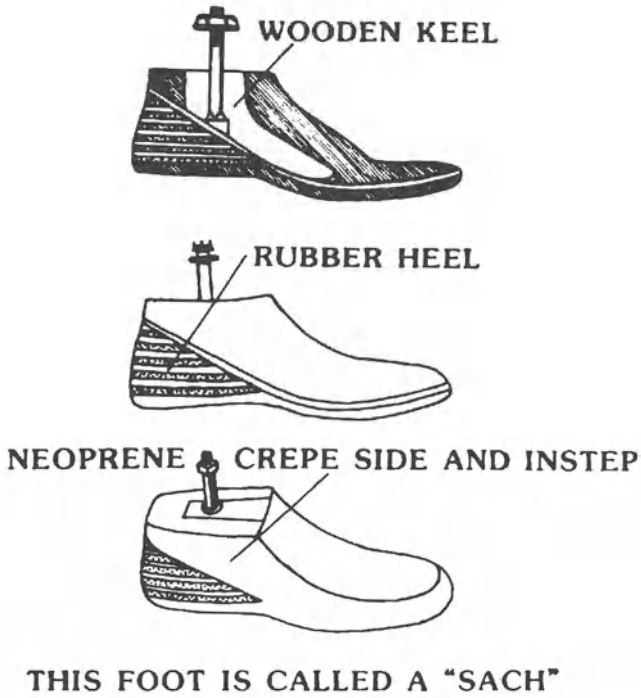 WOODEN KEEL
RUBBER HEEL
NEOPRENE CREPE SIDE AND INSTEP
THIS FOOT IS CALLED A “SACH”